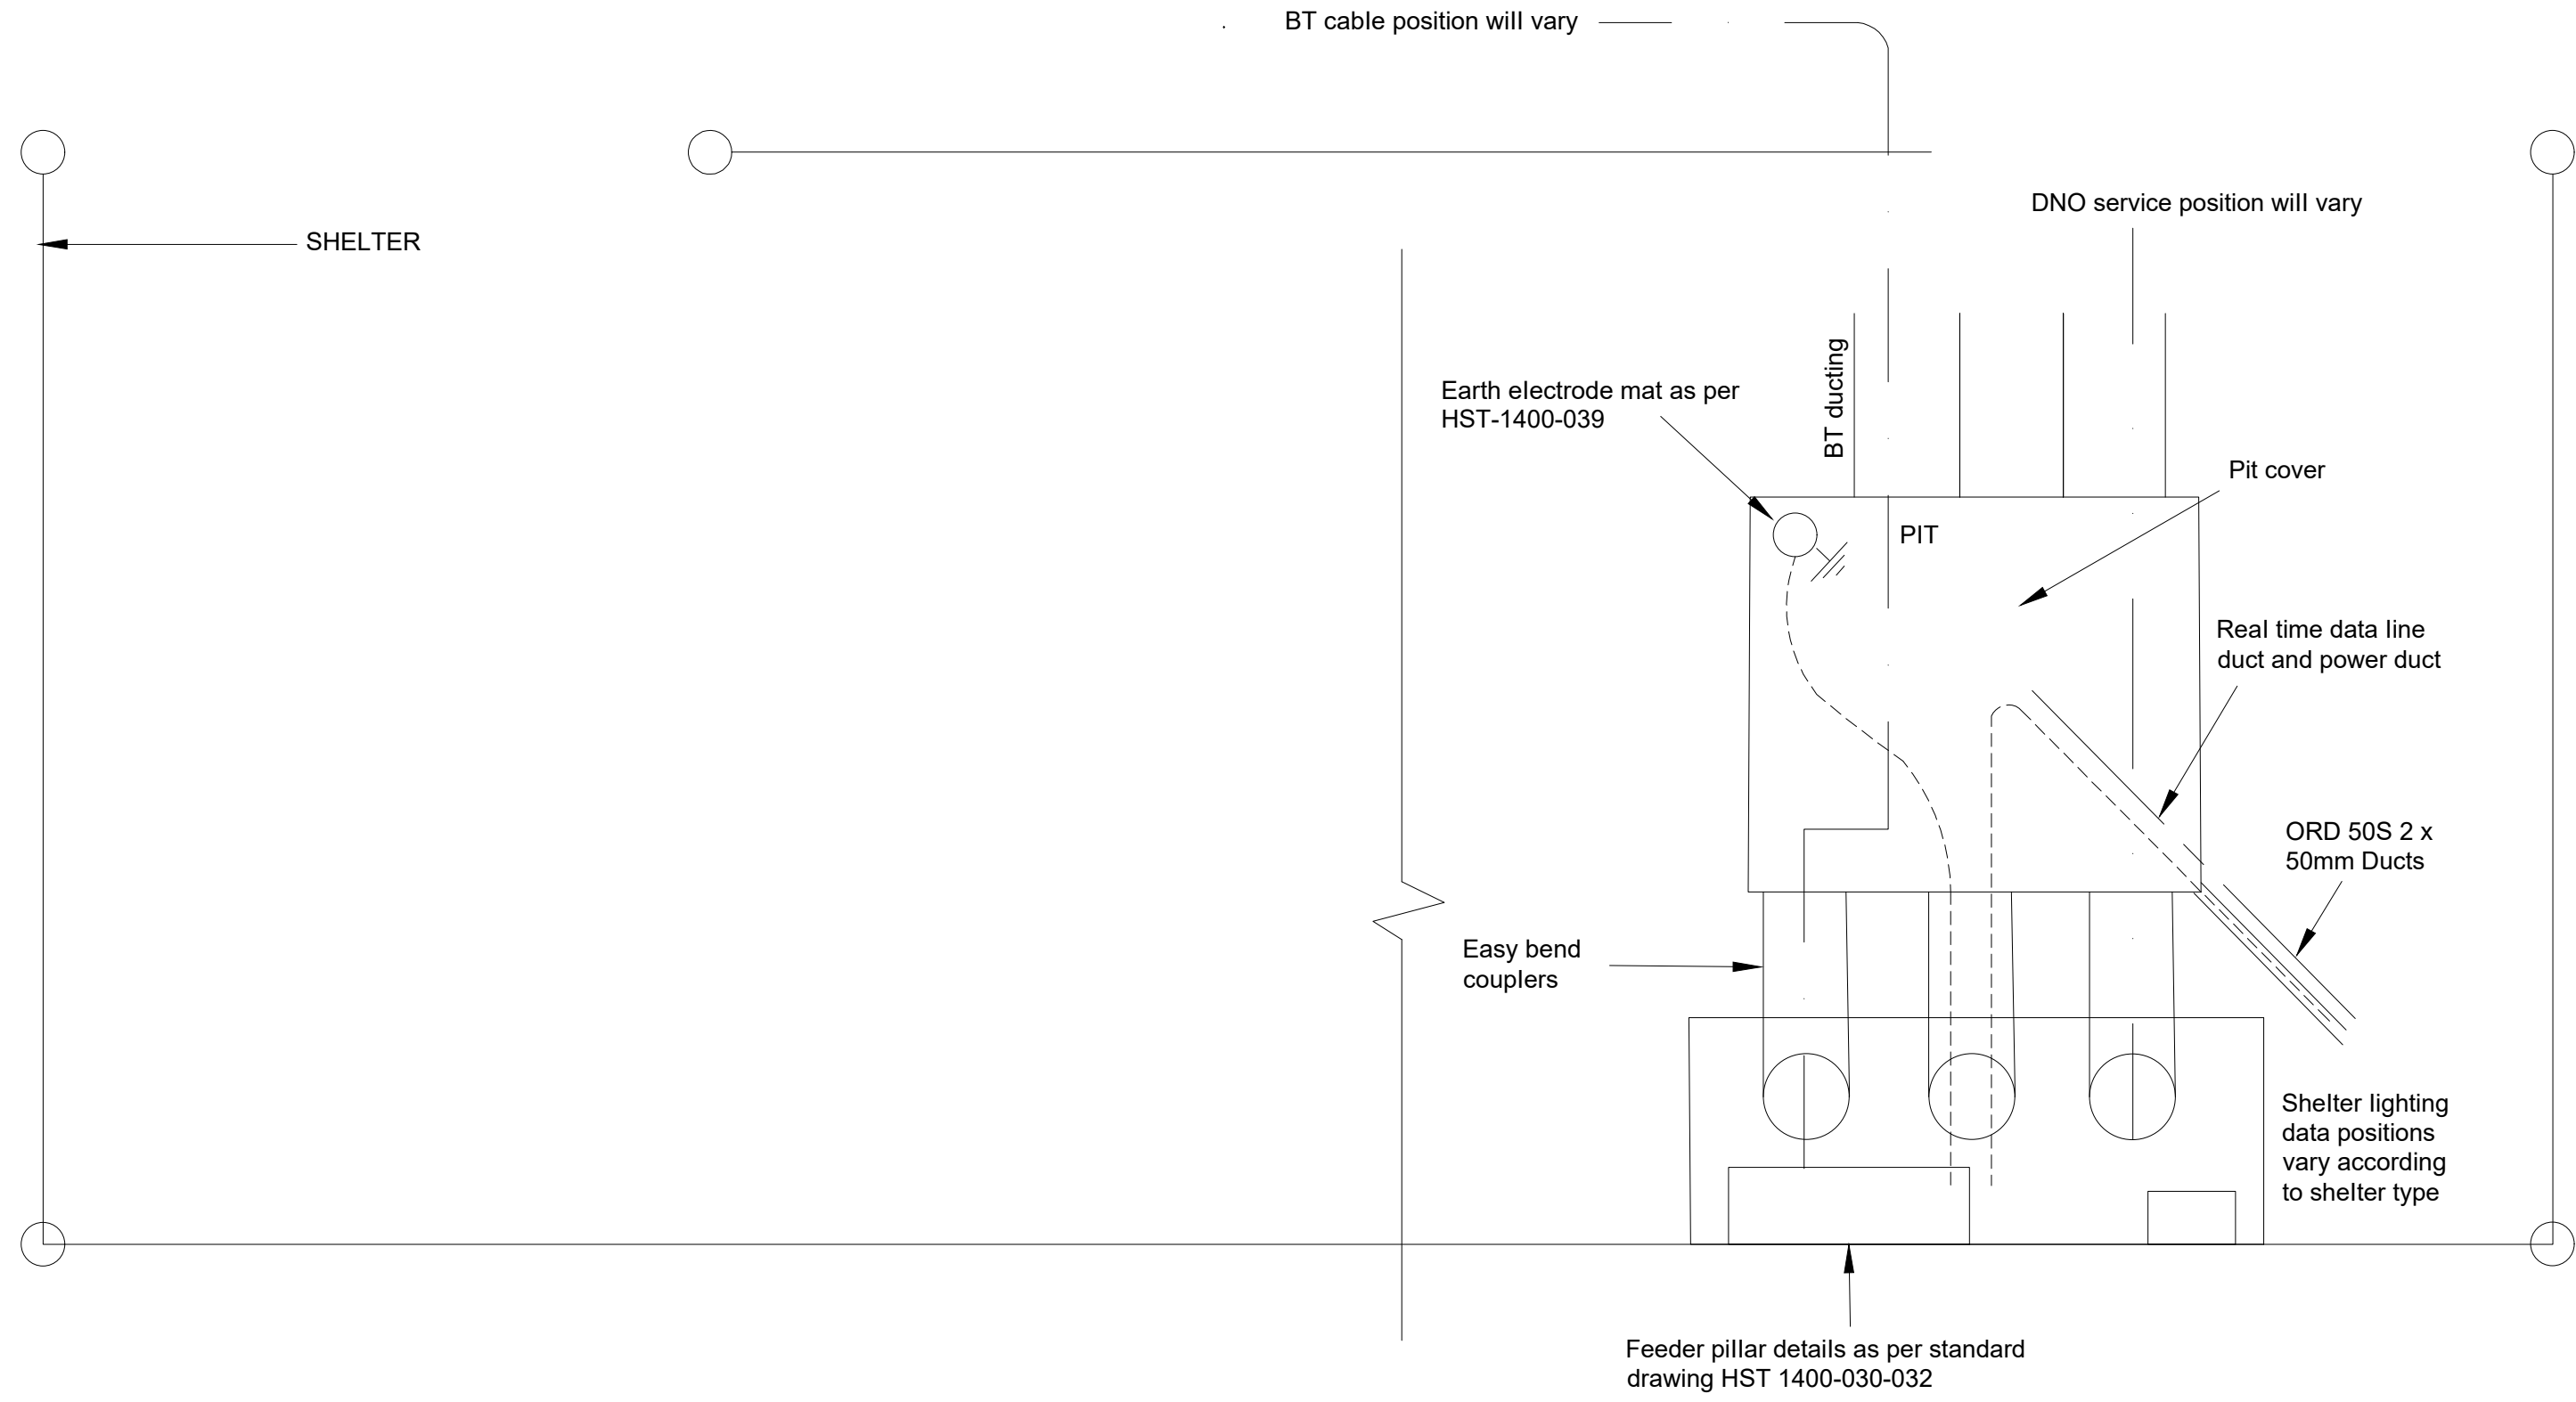 BT cable position will vary
DNO service position will vary
SHELTER
BT ducting
Earth electrode mat as per
HST-1400-039
Pit cover
PIT
Real time data line
duct and power duct
ORD 50S 2 x
50mm Ducts
Easy bend
couplers
Shelter lighting
data positions
vary according
to shelter type
Feeder pillar details as per standard
drawing HST 1400-030-032